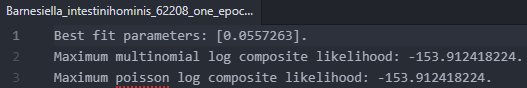 Barnesiella_intestinihominis_62208_one_epoc...
1 Best fit parameters: [0.0557263].
2 Maximum multinomial log composite likelihood: -153.912418224.
3 Maximum poisson log composite likelihood: -153.912418224.